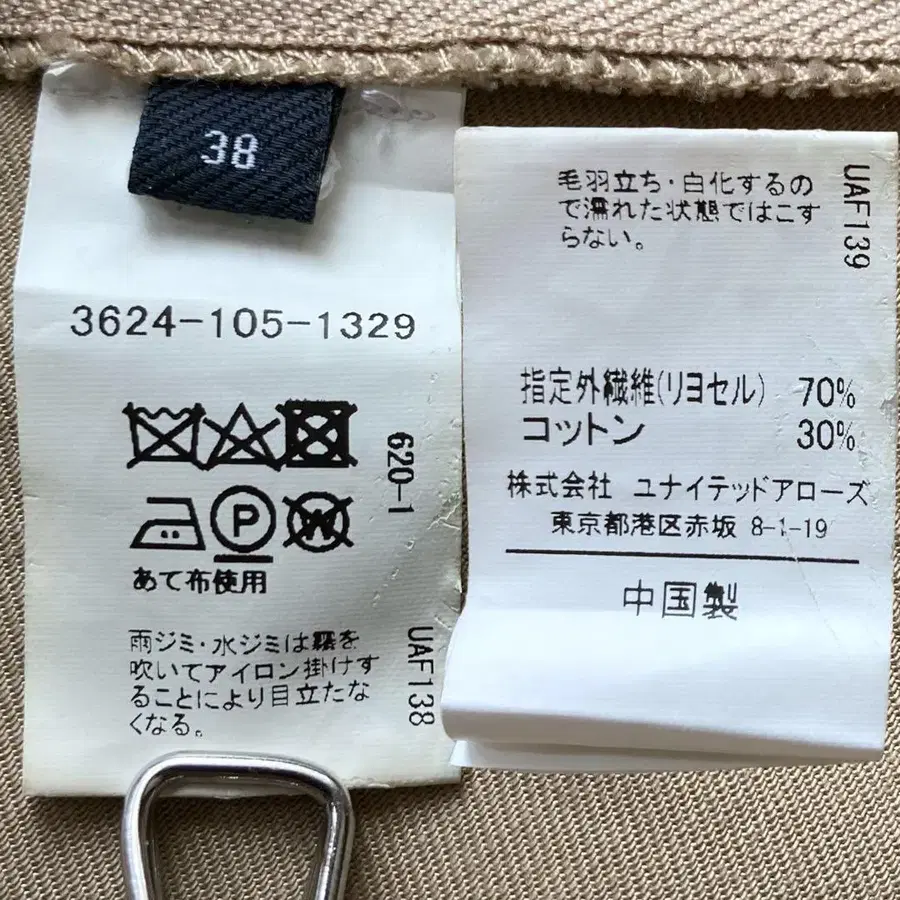 38
3624-105-1329
620-1
P
W
あて布使用
雨ジミ・水ジミは霧を
吹いてアイロン掛けす
ることにより目立たな
くなる。
UAF138
毛羽立ち・白化するの
で濡れた状態ではこす
らない。
UAF139
指定外繊維(リヨセル) 70%
コットン 30%
株式会社 ユナイテッドアローズ
東京都港区赤坂 8-1-19
中国製